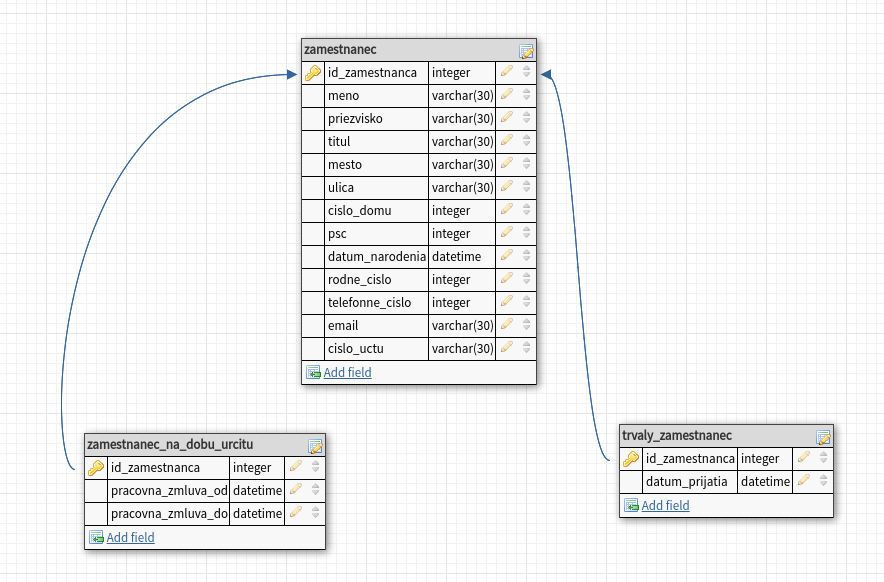 zamestnanec
id_zamestnanca integer
meno varchar(30)
priezvisko varchar(30)
titul varchar(30)
mesto varchar(30)
ulica varchar(30)
cislo_domu integer
psc integer
datum_narodenia datetime
rodne_cislo integer
telefonne_cislo integer
email varchar(30)
cislo_uctu varchar(30)
Add field
zamestnanec_na_dobu_urcitu
id_zamestnanca integer
pracovna_zmluva_od datetime
pracovna_zmluva_do datetime
Add field
trvaly_zamestnanec
id_zamestnanca integer
datum_prijatia datetime
Add field